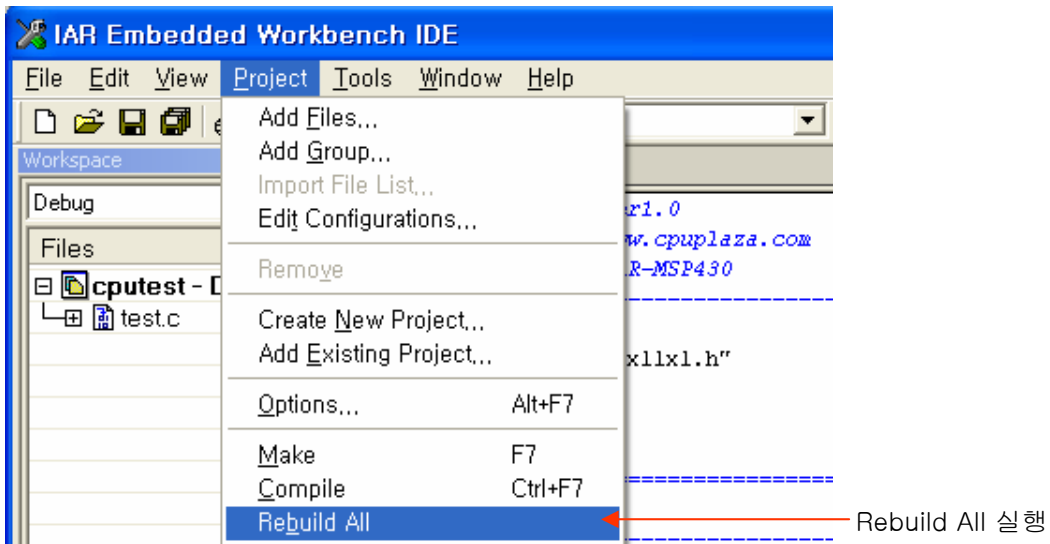 IAR Embedded Workbench IDE
File Edit View Project Tools Window Help
Workspace
Debug
Files
cputest -
test.c
Add Files...
Add Group...
Import File List...
Edit Configurations...
Remove
Create New Project...
Add Existing Project...
Options... Alt+F7
Make F7
Compile Ctrl+F7
Rebuild All
r1.0
w.cpuplaza.com
R-MSP430
x11x1.h"
Rebuild All 실행